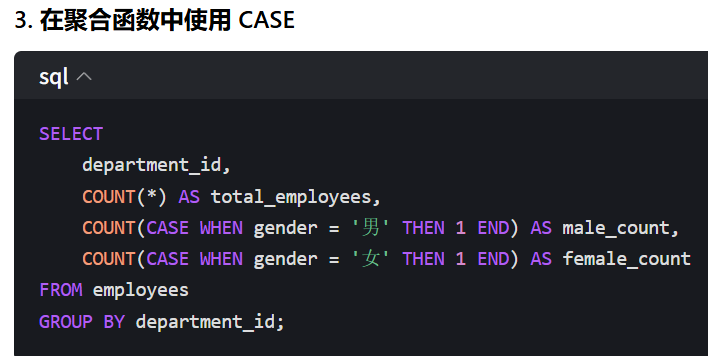 3. 在聚合函数中使用 CASE
sql
SELECT
    department_id,
    COUNT(*) AS total_employees,
    COUNT(CASE WHEN gender = '男' THEN 1 END) AS male_count,
    COUNT(CASE WHEN gender = '女' THEN 1 END) AS female_count
FROM employees
GROUP BY department_id;